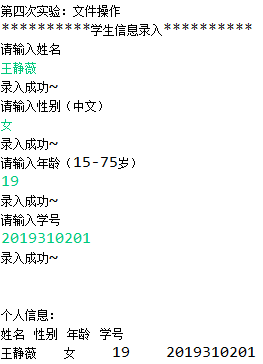 第四次实验：文件操作
**********学生信息录入**********
请输入姓名
王静薇
录入成功~
请输入性别（中文）
女
录入成功~
请输入年龄（15-75岁）
19
录入成功~
请输入学号
2019310201
录入成功~
个人信息：
姓名 性别 年龄 学号
王静薇 女 19 2019310201